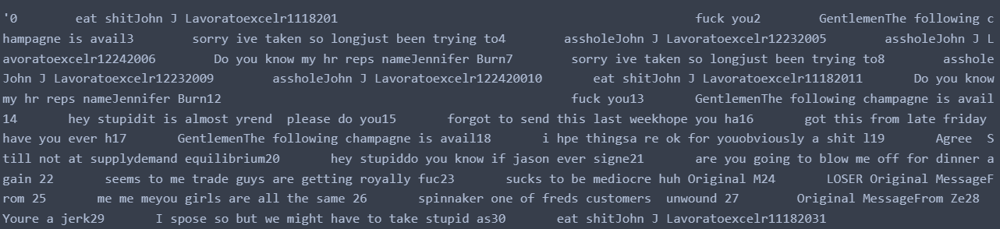 '0        eat shitJohn J Lavoratoexcelr1118201                                                  fuck you2        GentlemenThe following c
hampagne is avail3        sorry ive taken so longjust been trying to4        assholeJohn J Lavoratoexcelr12232005        assholeJohn J L
avoratoexcelr12242006        Do you know my hr reps nameJennifer Burn7        sorry ive taken so longjust been trying to8        asshole
John J Lavoratoexcelr12232009        assholeJohn J Lavoratoexcelr122420010       eat shitJohn J Lavoratoexcelr11182011       Do you know
my hr reps nameJennifer Burn12                                                 fuck you13       GentlemenThe following champagne is avail
14       hey stupidit is almost yrend  please do you15       forgot to send this last weekhope you ha16       got this from late friday
have you ever h17       GentlemenThe following champagne is avail18       i hpe thingsa re ok for youobviously a shit l19       Agree  S
till not at supplydemand equilibrium20       hey stupiddo you know if jason ever signe21       are you going to blow me off for dinner a
gain 22       seems to me trade guys are getting royally fuc23       sucks to be mediocre huh Original M24       LOSER Original MessageF
rom 25       me me meyou girls are all the same 26       spinnaker one of freds customers  unwound 27        Original MessageFrom Ze28
Youre a jerk29       I spose so but we might have to take stupid as30       eat shitJohn J Lavoratoexcelr11182031